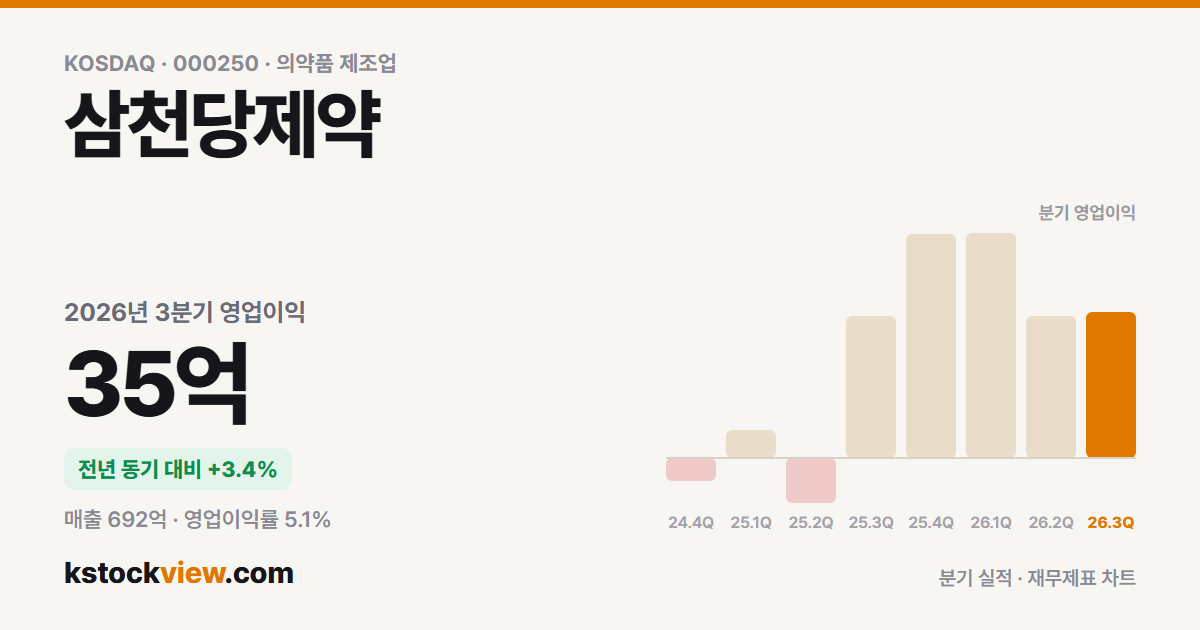 KOSDAQ · 000250 · 의약품 제조업
삼천당제약
분기 영업이익
2026년 3분기 영업이익
35억
전년 동기 대비 +3.4%
매출 692억 · 영업이익률 5.1%
24.4Q 25.1Q 25.2Q 25.3Q 25.4Q 26.1Q 26.2Q 26.3Q
kstockview.com
분기 실적 · 재무제표 차트